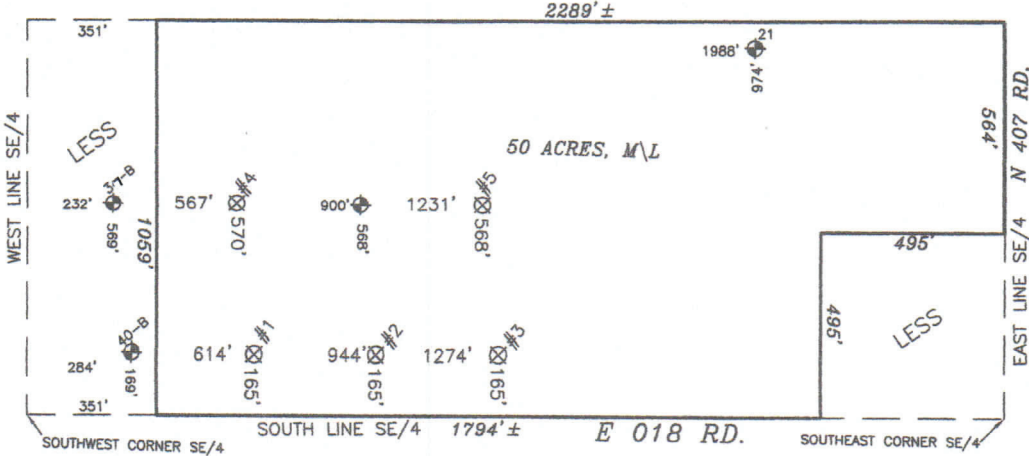 2289'±
351'
21
1988'
974'
N 407 RD.
564'
50 ACRES, M\L
LESS
WEST LINE SE/4
3-7-B
232'
569'
1059'
567'
#4
570'
900'
568'
1231'
#5
568'
495'
495'
LESS
EAST LINE SE/4
284'
169'
614'
#1
165'
944'
#2
165'
1274'
#3
165'
351'
SOUTHWEST CORNER SE/4
SOUTH LINE SE/4
1794'±
E 018 RD.
SOUTHEAST CORNER SE/4